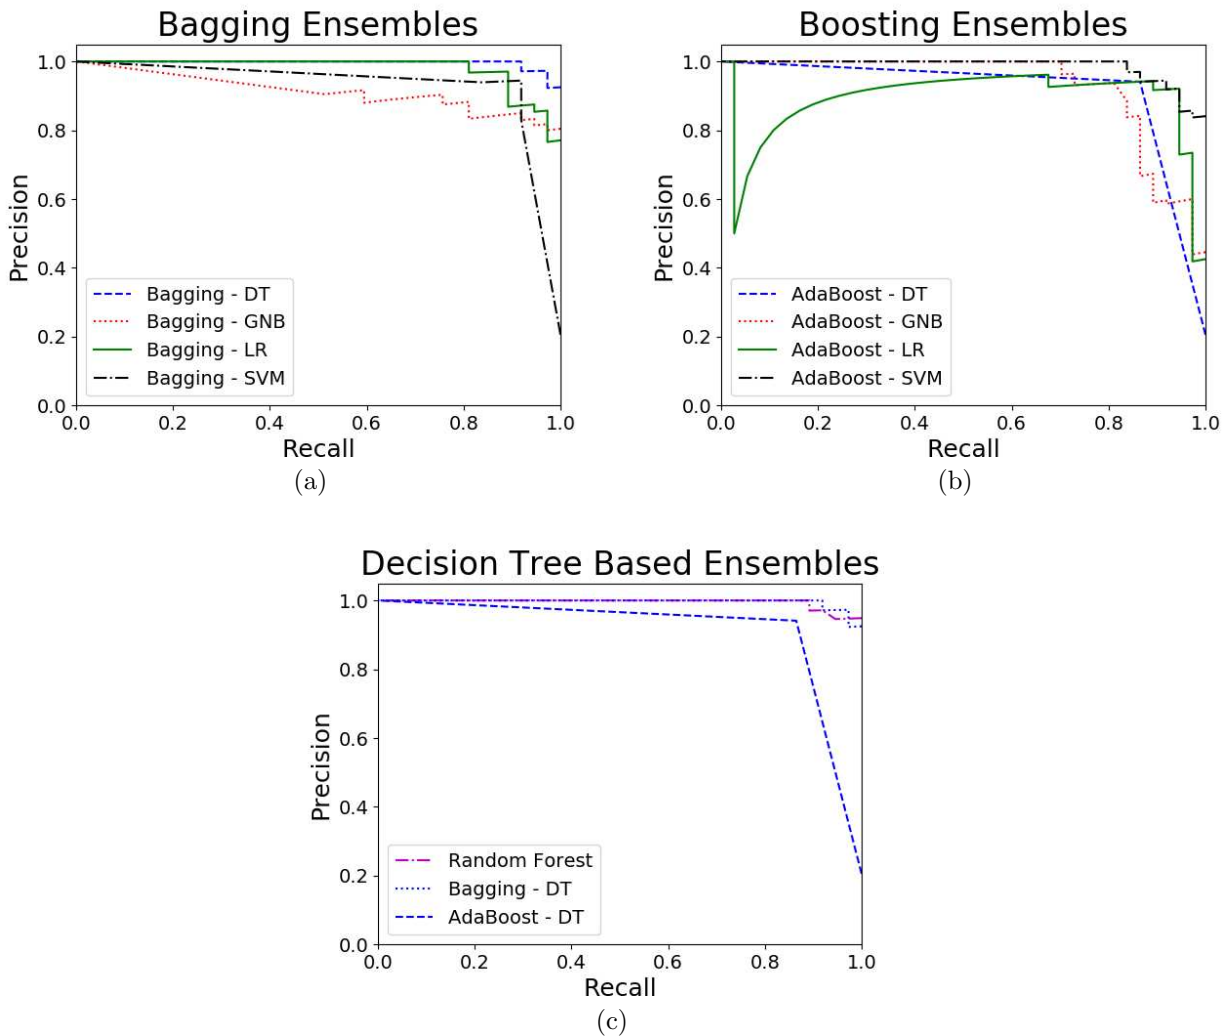 Bagging Ensembles
1.0
0.8
0.6
0.4
0.2
0.0
Precision
Bagging - DT
Bagging - GNB
Bagging - LR
Bagging - SVM
0.0 0.2 0.4 0.6 0.8 1.0
Recall
(a)
Boosting Ensembles
1.0
0.8
0.6
0.4
0.2
0.0
Precision
AdaBoost - DT
AdaBoost - GNB
AdaBoost - LR
AdaBoost - SVM
0.0 0.2 0.4 0.6 0.8 1.0
Recall
(b)
Decision Tree Based Ensembles
1.0
0.8
0.6
0.4
0.2
0.0
Precision
Random Forest
Bagging - DT
AdaBoost - DT
0.0 0.2 0.4 0.6 0.8 1.0
Recall
(c)